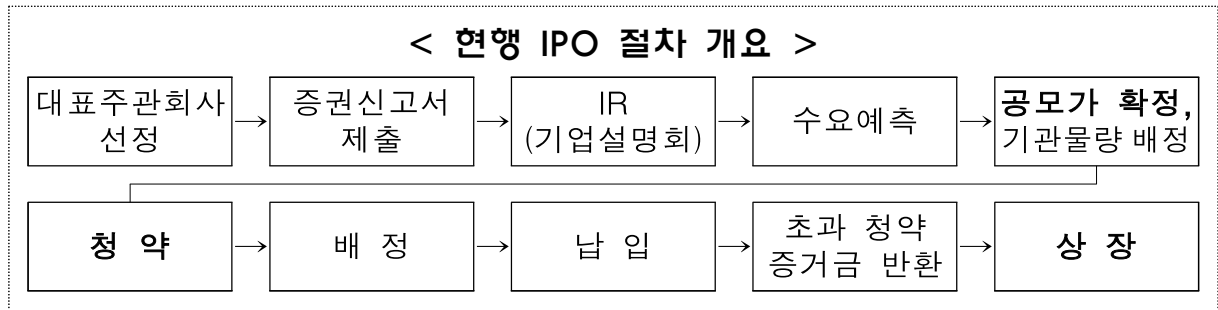 < 현행 IPO 절차 개요 >
대표주관회사
선정
증권신고서
제출
IR
(기업설명회)
수요예측
공모가 확정,
기관물량 배정
청 약
배 정
납 입
초과 청약
증거금 반환
상 장